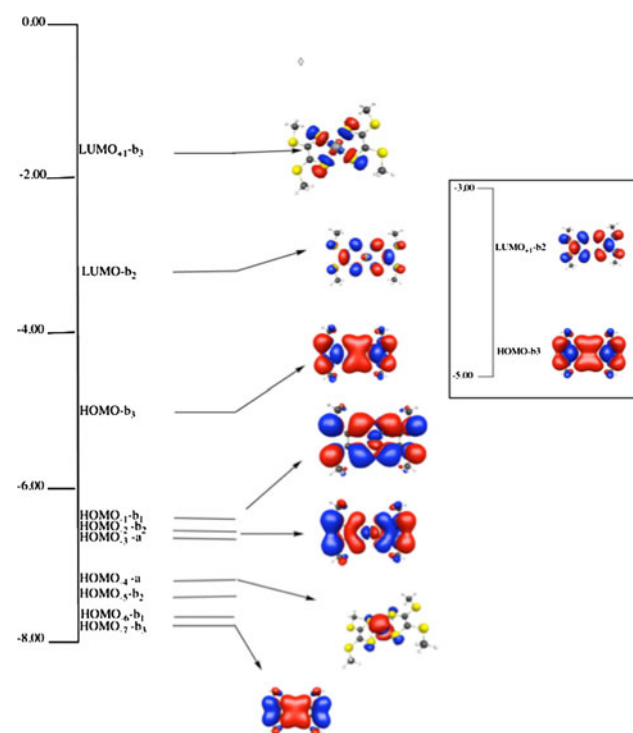 0.00
LUMO+1-b3
-2.00
LUMO-b2
-4.00
HOMO-b3
-6.00
HOMO-1-b1
HOMO-2-b2
HOMO-3-a
HOMO-4-a
HOMO-5-b2
HOMO-6-b1
HOMO-7-b3
-8.00
-3.00
LUMO+1-b2
HOMO-b3
-5.00